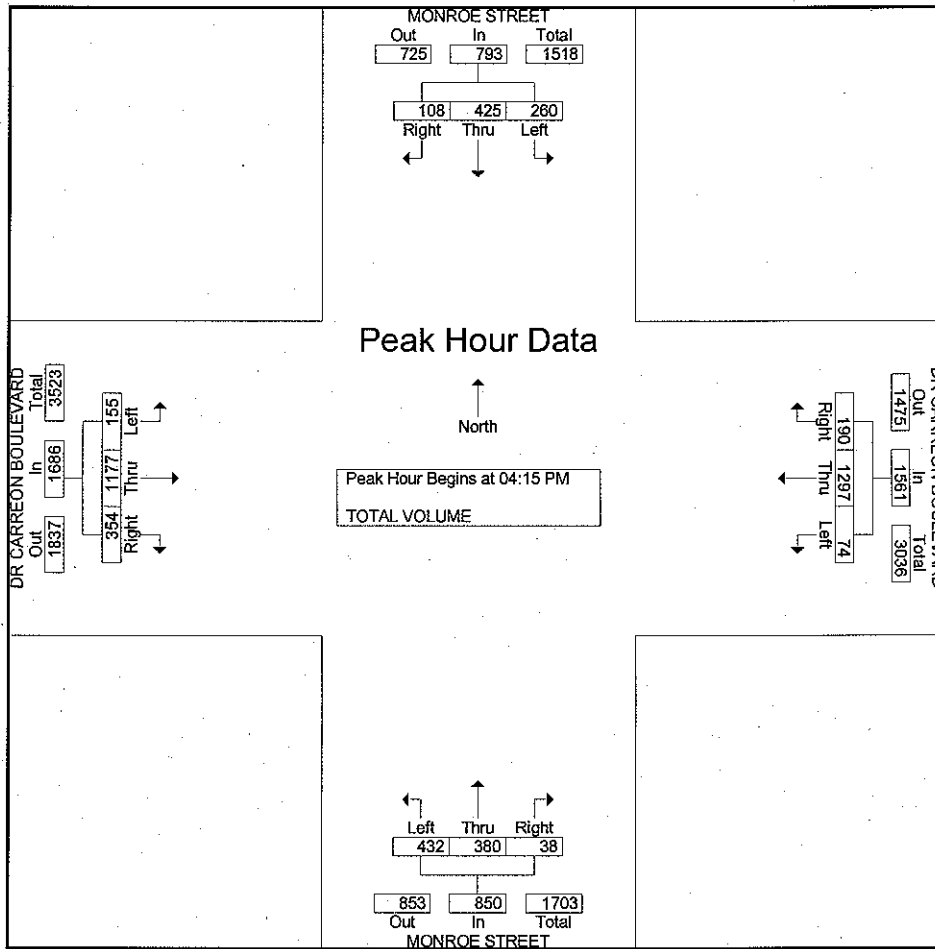 MONROE STREET
Out In Total
725 793 1518
108 425 260
Right Thru Left
Peak Hour Data
North
Peak Hour Begins at 04:15 PM
TOTAL VOLUME
DR CARREON BOULEVARD
Total In Out
3523 1686 1837
155 1177 354
Left Thru Right
Right Thru Left
190 1297 74
1475 1561 3036
Out In Total
BOULEVARD
Left Thru Right
432 380 38
853 850 1703
Out In Total
MONROE STREET